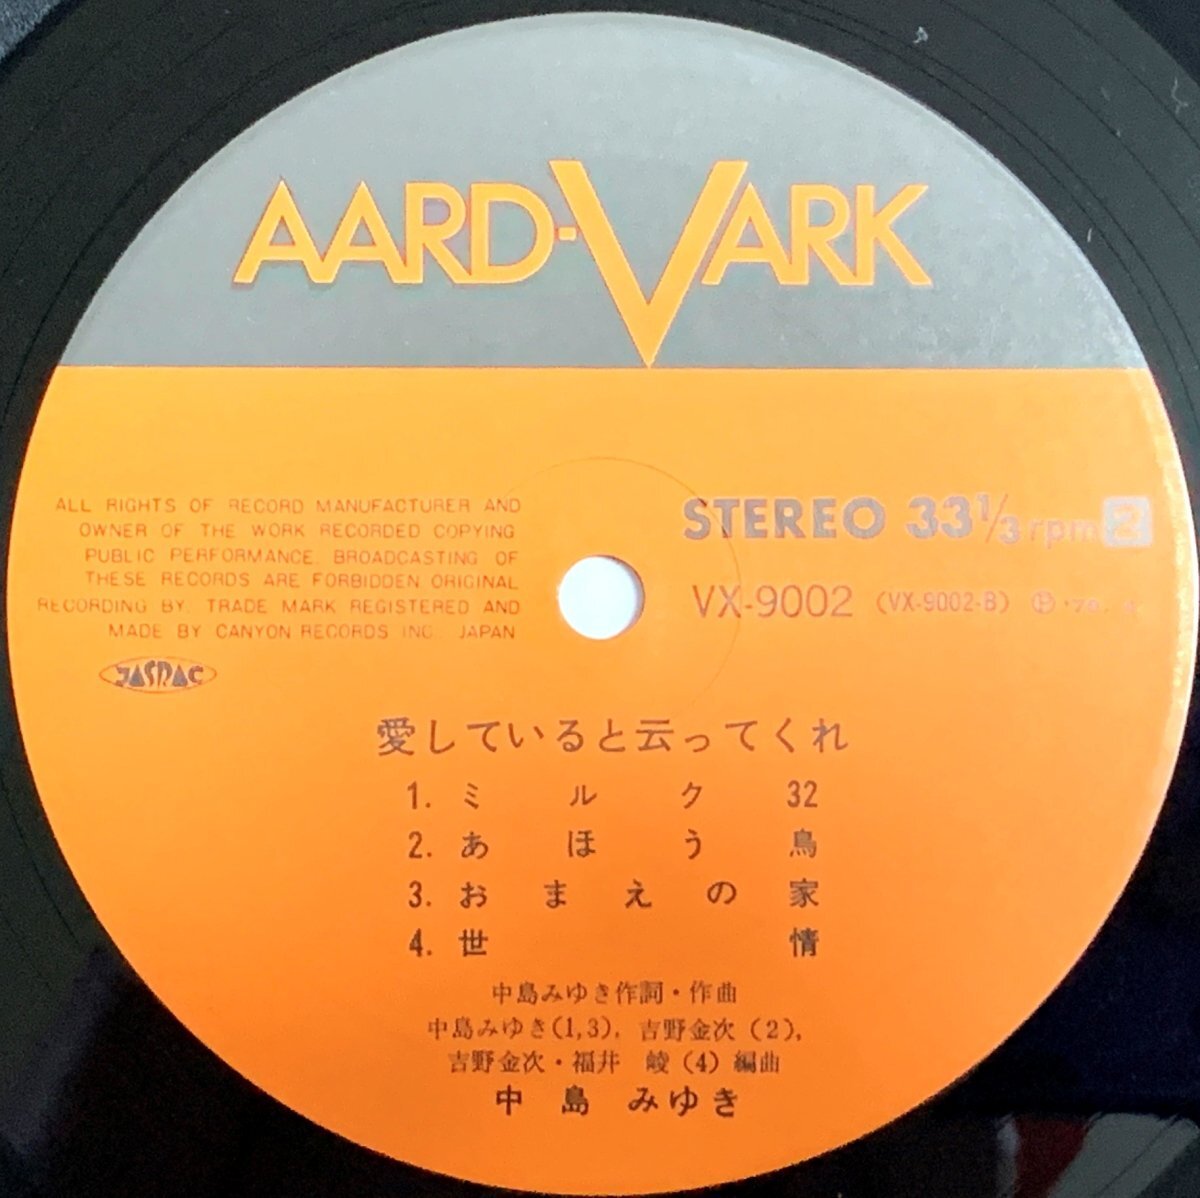 AARD-VARK
ALL RIGHTS OF RECORD MANUFACTURER AND
OWNER OF THE WORK RECORDED COPYING
PUBLIC PERFORMANCE BROADCASTING OF
THESE RECORDS ARE FORBIDDEN ORIGINAL
RECORDING BY. TRADE MARK REGISTERED AND
MADE BY CANYON RECORDS INC. JAPAN
JASRAC
STEREO 33⅓ rpm 2
VX-9002 (VX-9002-B) Ⓟ '78.
愛していると云ってくれ
1. ミルク32
2. あほう鳥
3. おまえの家
4. 世情
中島みゆき作詞・作曲
中島みゆき(1,3), 吉野金次(2),
吉野金次・福井 崚(4)編曲
中島 みゆき